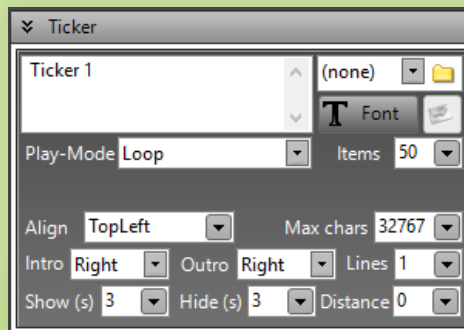 Ticker
Ticker 1
(none)
T Font
Play-Mode Loop Items 50
Align TopLeft Max chars 32767
Intro Right Outro Right Lines 1
Show (s) 3 Hide (s) 3 Distance 0